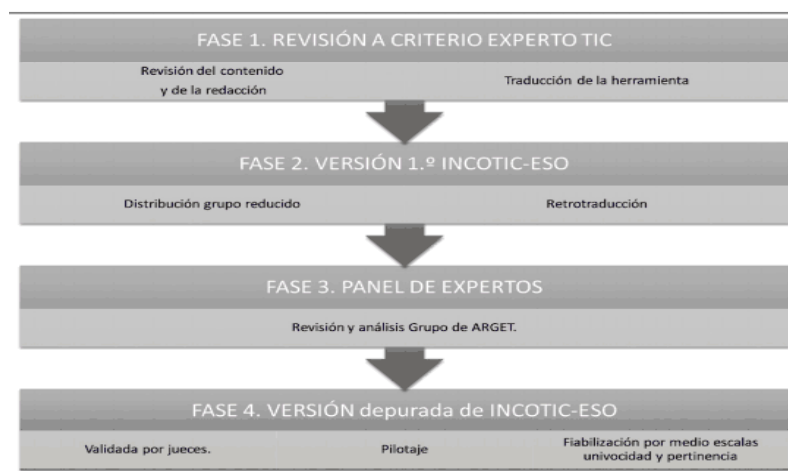 FASE 1. REVISIÓN A CRITERIO EXPERTO TIC
Revisión del contenido
y de la redacción
Traducción de la herramienta
FASE 2. VERSIÓN 1.º INCOTIC-ESO
Distribución grupo reducido
Retrotraducción
FASE 3. PANEL DE EXPERTOS
Revisión y análisis Grupo de ARGET.
FASE 4. VERSIÓN depurada de INCOTIC-ESO
Validada por jueces.
Pilotaje
Fiabilización por medio escalas
univocidad y pertinencia